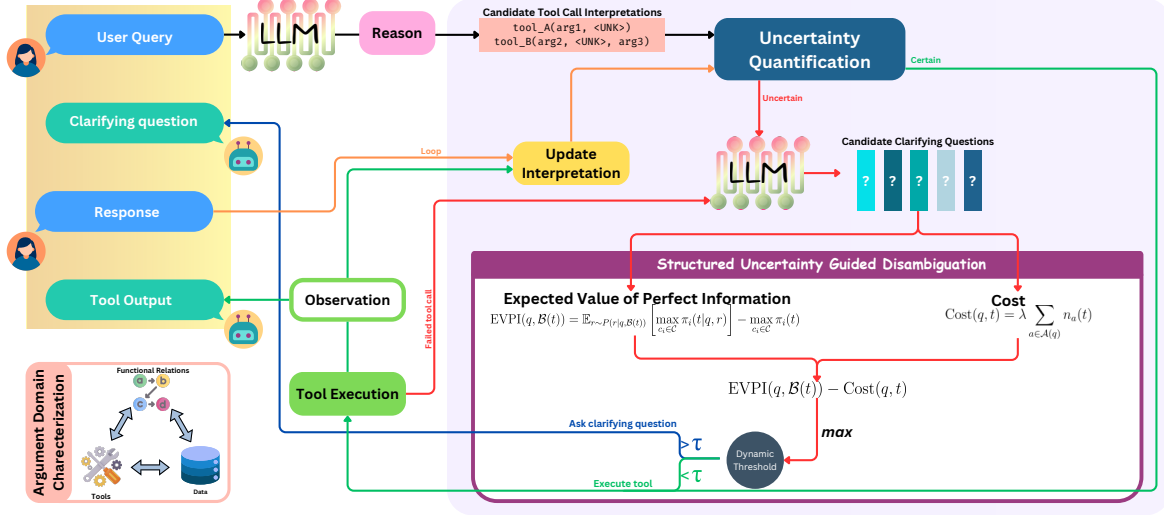 User Query
LLM
Reason
Candidate Tool Call Interpretations
tool_A(arg1, <UNK>)
tool_B(arg2, <UNK>, arg3)
Uncertainty
Quantification
Certain
Uncertain
Clarifying question
Loop
Update
Interpretation
LLM
Candidate Clarifying Questions
? ? ? ? ?
Response
Structured Uncertainty Guided Disambiguation
Tool Output
Observation
Failed tool call
Expected Value of Perfect Information
EVPI(q, 𝓑(t)) = 𝔼_{r∼P(r|q,𝓑(t))} [max_{c_i∈𝒞} π_i(t|q, r)] − max_{c_i∈𝒞} π_i(t)
Cost
Cost(q, t) = λ ∑_{a∈𝒜(q)} n_a(t)
Tool Execution
EVPI(q, 𝓑(t)) − Cost(q, t)
max
Ask clarifying question
>τ
Dynamic
Threshold
<τ
Execute tool
Argument Domain
Charecterization
Functional Relations
a b
c d
Tools
Data